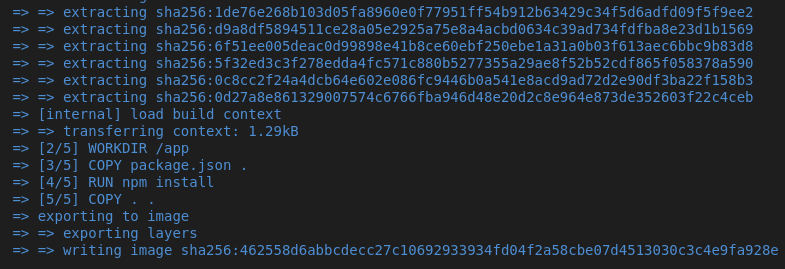 => => extracting sha256:1de76e268b103d05fa8960e0f77951ff54b912b63429c34f5d6adfd09f5f9ee2
=> => extracting sha256:d9a8df5894511ce28a05e2925a75e8a4acbd0634c39ad734fdfba8e23d1b1569
=> => extracting sha256:6f51ee005deac0d99898e41b8ce60ebf250ebe1a31a0b03f613aec6bbc9b83d8
=> => extracting sha256:5f32ed3c3f278edda4fc571c880b5277355a29ae8f52b52cdf865f058378a590
=> => extracting sha256:0c8cc2f24a4dcb64e602e086fc9446b0a541e8acd9ad72d2e90df3ba22f158b3
=> => extracting sha256:0d27a8e861329007574c6766fba946d48e20d2c8e964e873de352603f22c4ceb
=> [internal] load build context
=> => transferring context: 1.29kB
=> [2/5] WORKDIR /app
=> [3/5] COPY package.json .
=> [4/5] RUN npm install
=> [5/5] COPY . .
=> exporting to image
=> => exporting layers
=> => writing image sha256:462558d6abbcdecc27c10692933934fd04f2a58cbe07d4513030c3c4e9fa928e